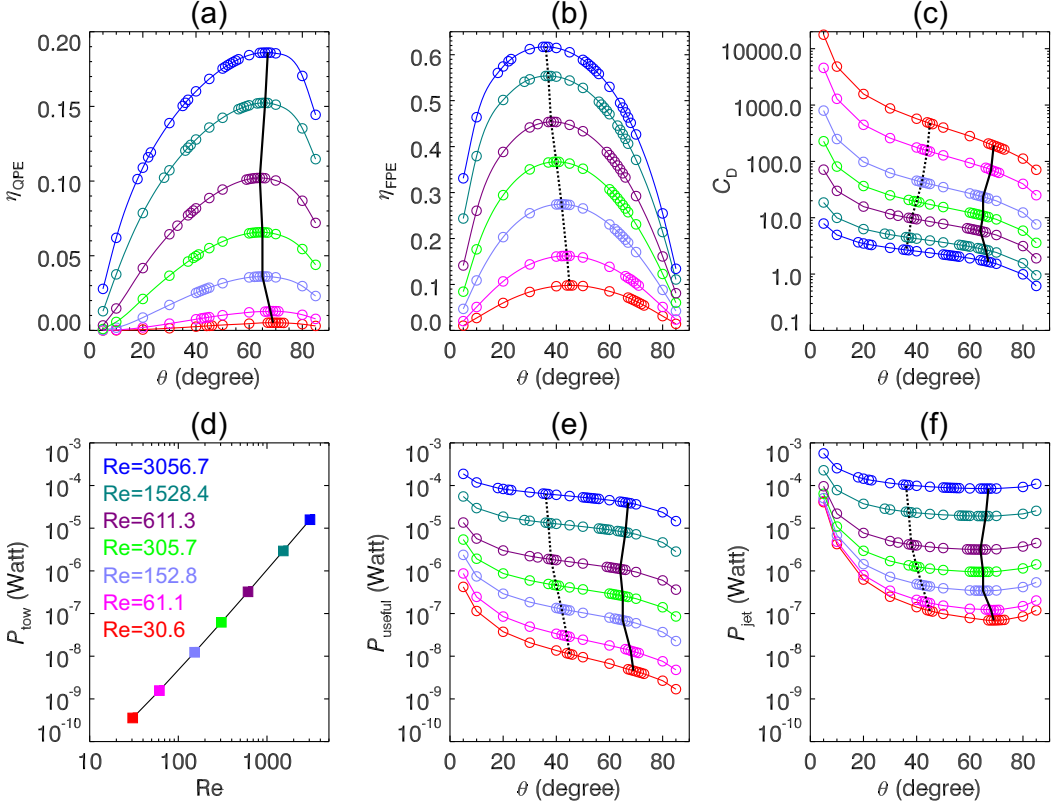 (a)
(b)
(c)
0.20
0.15
0.10
0.05
0.00
η_QPE
0 20 40 60 80
θ (degree)
0.6
0.5
0.4
0.3
0.2
0.1
0.0
η_FPE
0 20 40 60 80
θ (degree)
10000.0
1000.0
100.0
10.0
1.0
0.1
C_D
0 20 40 60 80
θ (degree)
(d)
(e)
(f)
10^-3
10^-4
10^-5
10^-6
10^-7
10^-8
10^-9
10^-10
P_tow (Watt)
Re=3056.7
Re=1528.4
Re=611.3
Re=305.7
Re=152.8
Re=61.1
Re=30.6
10 100 1000
Re
10^-3
10^-4
10^-5
10^-6
10^-7
10^-8
10^-9
10^-10
P_useful (Watt)
0 20 40 60 80
θ (degree)
10^-3
10^-4
10^-5
10^-6
10^-7
10^-8
10^-9
10^-10
P_jet (Watt)
0 20 40 60 80
θ (degree)